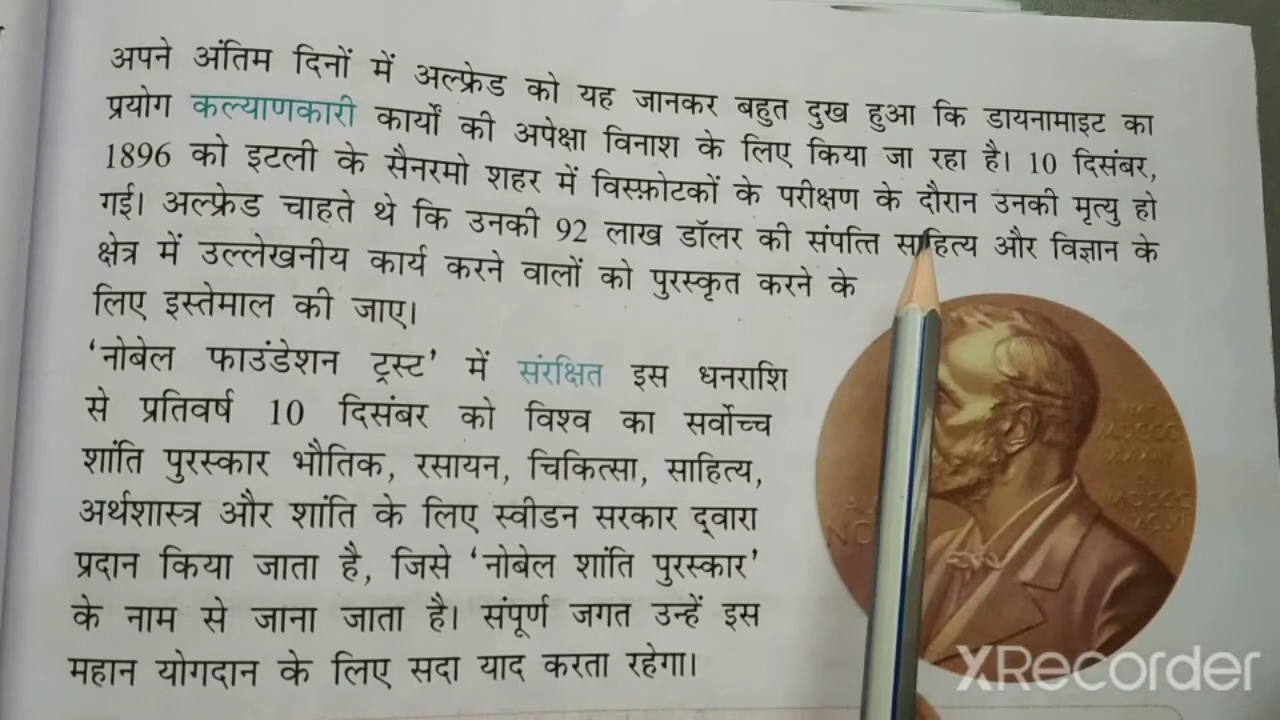 अपने अंतिम दिनों में अल्फ्रेड को यह जानकर बहुत दुख हुआ कि डायनामाइट का
प्रयोग कल्याणकारी कार्यों की अपेक्षा विनाश के लिए किया जा रहा है। 10 दिसंबर,
1896 को इटली के सैनरमो शहर में विस्फ़ोटकों के परीक्षण के दौरान उनकी मृत्यु हो
गई। अल्फ्रेड चाहते थे कि उनकी 92 लाख डॉलर की संपत्ति साहित्य और विज्ञान के
क्षेत्र में उल्लेखनीय कार्य करने वालों को पुरस्कृत करने के
लिए इस्तेमाल की जाए।
‘नोबेल फाउंडेशन ट्रस्ट’ में संरक्षित इस धनराशि
से प्रतिवर्ष 10 दिसंबर को विश्व का सर्वोच्च
शांति पुरस्कार भौतिक, रसायन, चिकित्सा, साहित्य,
अर्थशास्त्र और शांति के लिए स्वीडन सरकार द्वारा
प्रदान किया जाता है, जिसे ‘नोबेल शांति पुरस्कार’
के नाम से जाना जाता है। संपूर्ण जगत उन्हें इस
महान योगदान के लिए सदा याद करता रहेगा।
XRecorder